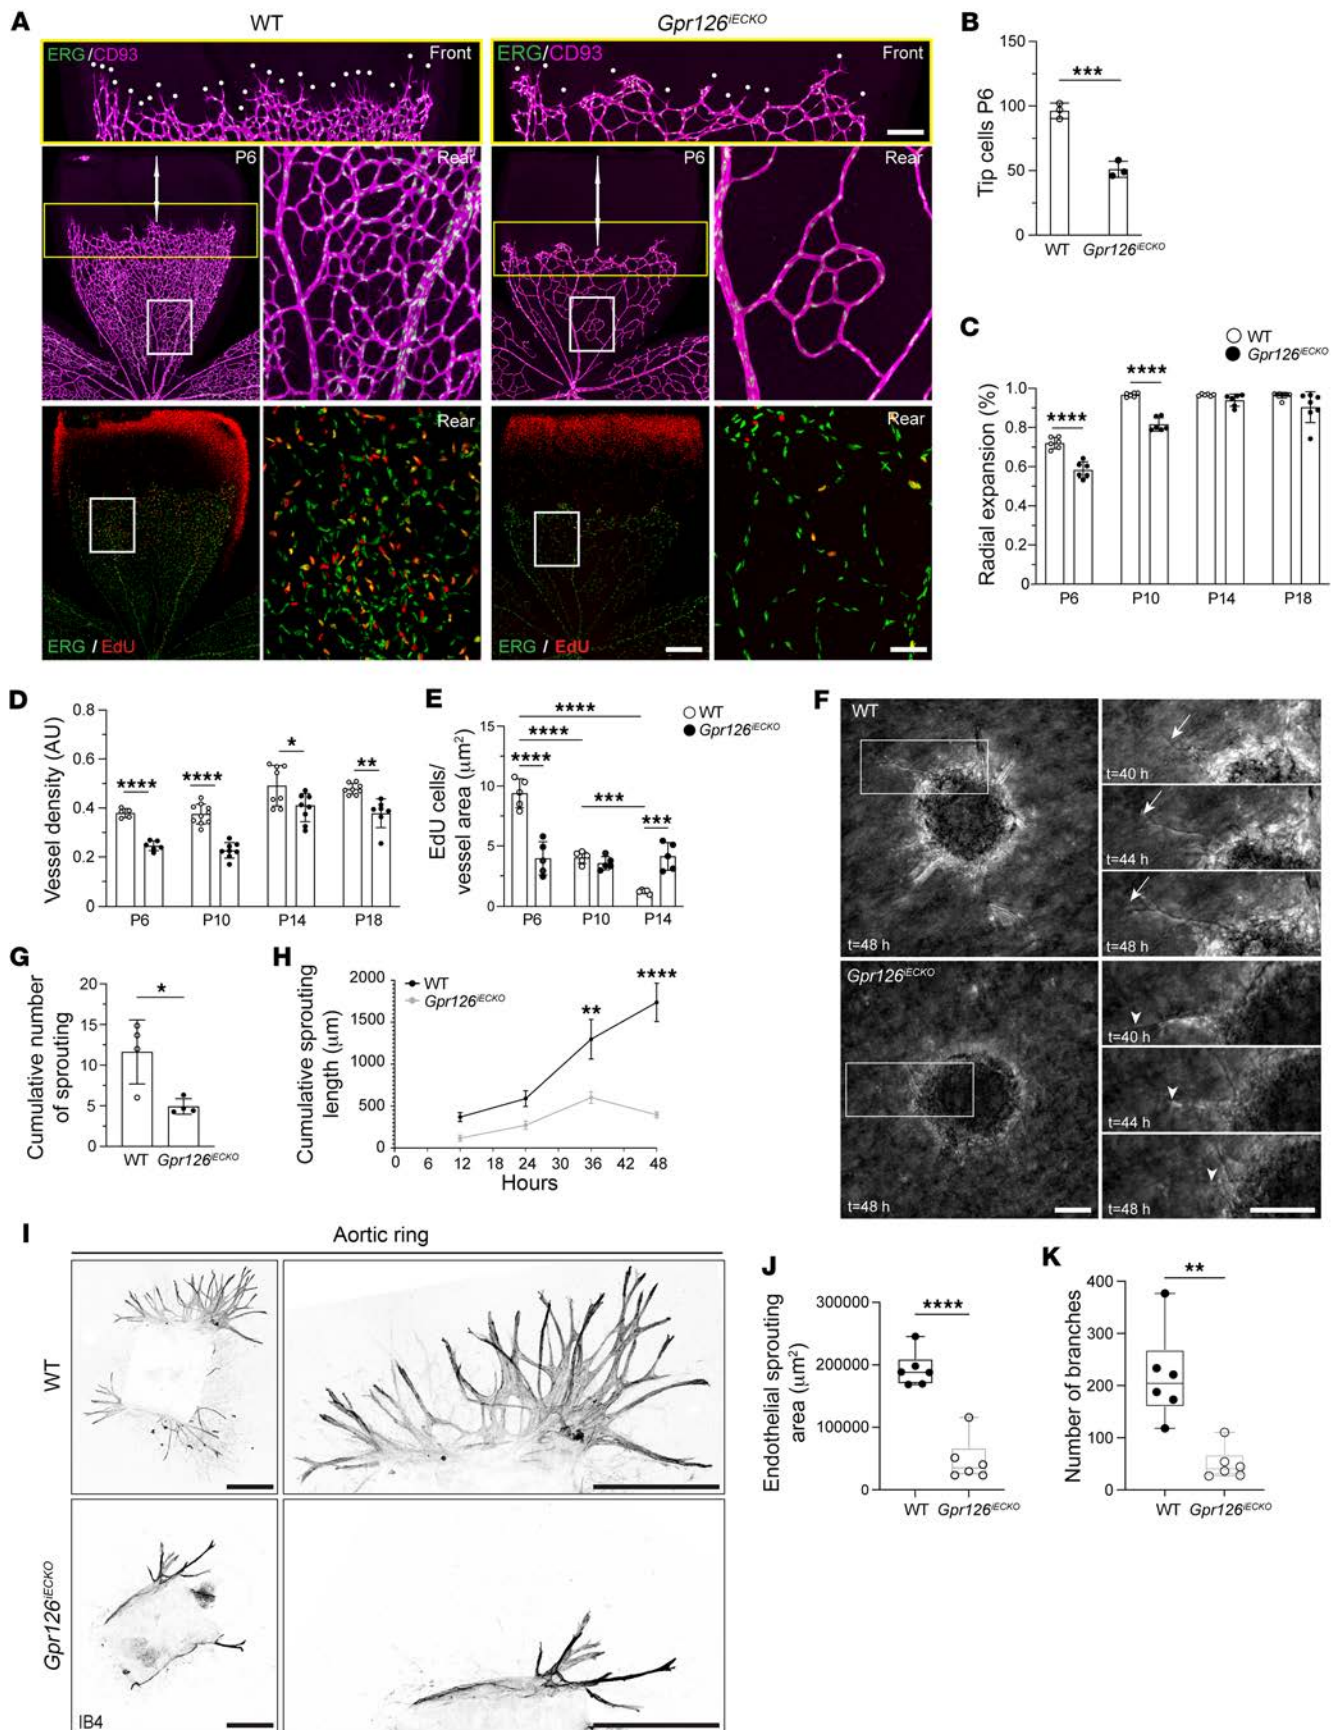 A
WT
Gpr126iECKO
ERG/CD93
Front
ERG/CD93
Front
P6
Rear
P6
Rear
Rear
Rear
ERG / EdU
ERG / EdU
B
Tip cells P6
150
100
50
0
***
WT
Gpr126iECKO
C
WT
Gpr126iECKO
Radial expansion (%)
1.0
0.8
0.6
0.4
0.2
0
****
****
P6
P10
P14
P18
D
Vessel density (AU)
0.8
0.6
0.4
0.2
0
****
****
*
**
P6
P10
P14
P18
E
EdU cells/
vessel area (μm2)
15
10
5
0
****
****
****
***
***
WT
Gpr126iECKO
P6
P10
P14
F
WT
t=48 h
t=40 h
t=44 h
t=48 h
Gpr126iECKO
t=48 h
t=40 h
t=44 h
t=48 h
G
Cumulative number
of sprouting
20
15
10
5
0
*
WT
Gpr126iECKO
H
Cumulative sprouting
length (μm)
2000
1500
1000
500
0
WT
Gpr126iECKO
**
****
0
6
12
18
24
30
36
42
48
Hours
I
Aortic ring
WT
Gpr126iECKO
IB4
J
Endothelial sprouting
area (μm2)
300000
200000
100000
0
****
WT
Gpr126iECKO
K
Number of branches
400
300
200
100
0
**
WT
Gpr126iECKO